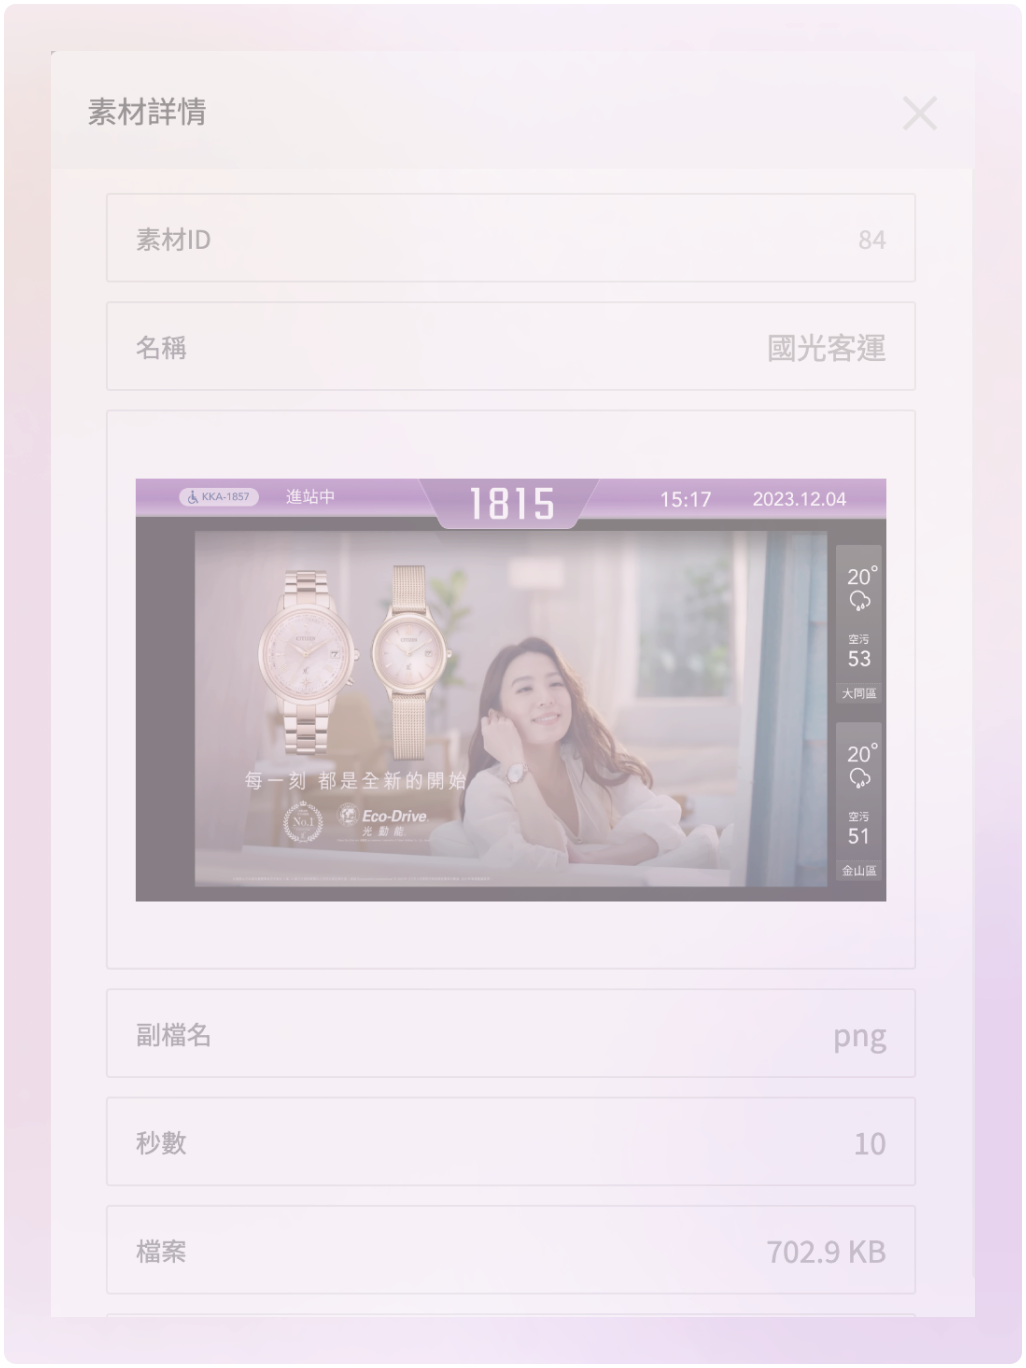 素材詳情
素材ID 84
名稱 國光客運
KKA-1857 進站中 1815 15:17 2023.12.04
20°
空污
53
大同區
20°
空污
51
金山區
每一刻 都是全新的開始
No.1
Eco-Drive
光動能
副檔名 png
秒數 10
檔案 702.9 KB